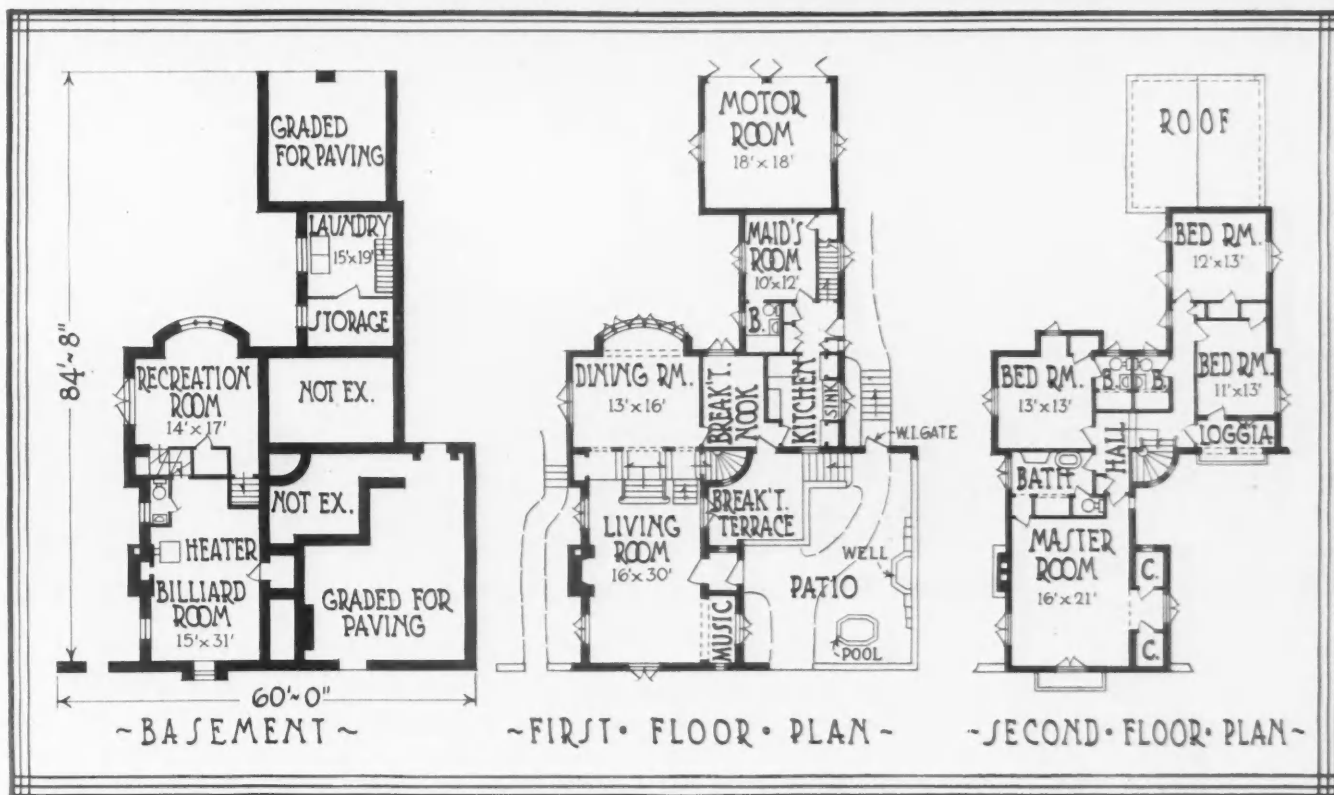 GRADED
FOR PAVING
LAUNDRY
15'x19'
STORAGE
RECREATION
ROOM
14'x17'
NOT EX.
NOT EX.
HEATER
BILLIARD
ROOM
15'x31'
GRADED FOR
PAVING
84'~8"
60'~0"
~BASEMENT~
MOTOR
ROOM
18'x18'
MAID'S
ROOM
10'x12'
B.
DINING RM.
13'x16'
BREAK'T.
NOOK
KITCHEN
SINK
W.I.GATE
BREAK'T.
TERRACE
LIVING
ROOM
16'x30'
WELL
PATIO
MUSIC
POOL
~FIRST•FLOOR•PLAN~
ROOF
BED RM.
12'x13'
BED RM.
13'x13'
B.
B.
BED RM.
11'x13'
LOGGIA
HALL
BATH
MASTER
ROOM
16'x21'
C.
C.
~SECOND•FLOOR•PLAN~